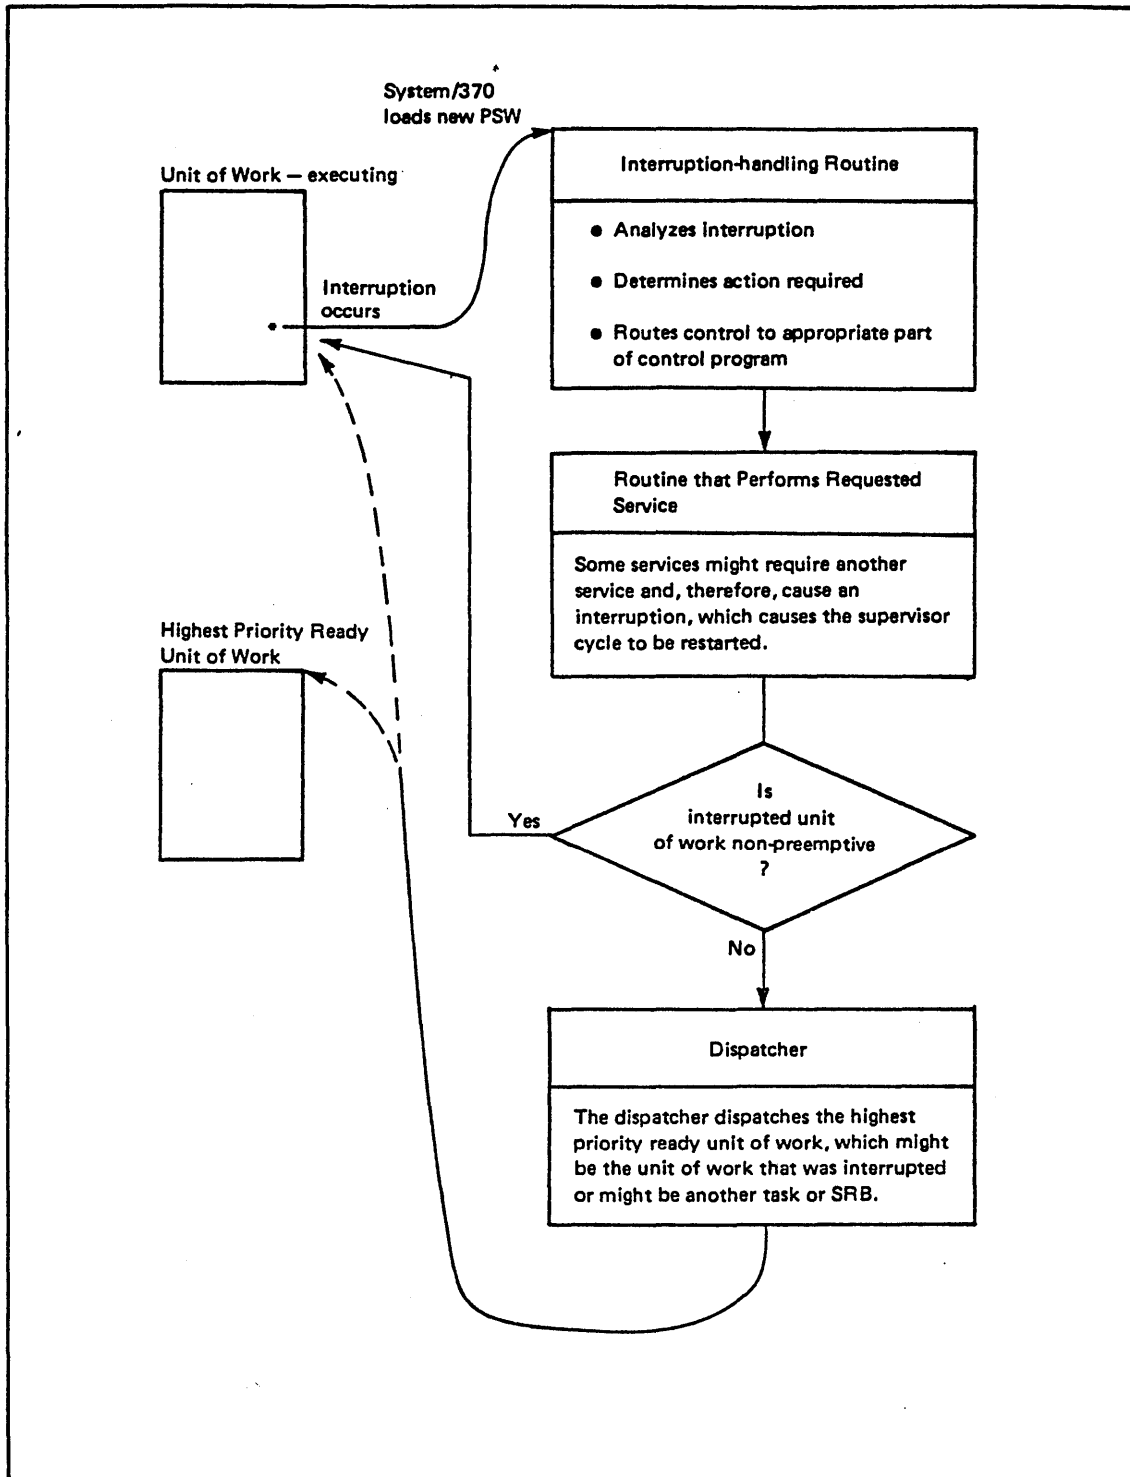 System/370
loads new PSW
Unit of Work — executing
Interruption
occurs
Interruption-handling Routine
● Analyzes interruption
● Determines action required
● Routes control to appropriate part
of control program
Routine that Performs Requested
Service
Some services might require another
service and, therefore, cause an
interruption, which causes the supervisor
cycle to be restarted.
Highest Priority Ready
Unit of Work
Is
interrupted unit
of work non-preemptive
?
Yes
No
Dispatcher
The dispatcher dispatches the highest
priority ready unit of work, which might
be the unit of work that was interrupted
or might be another task or SRB.